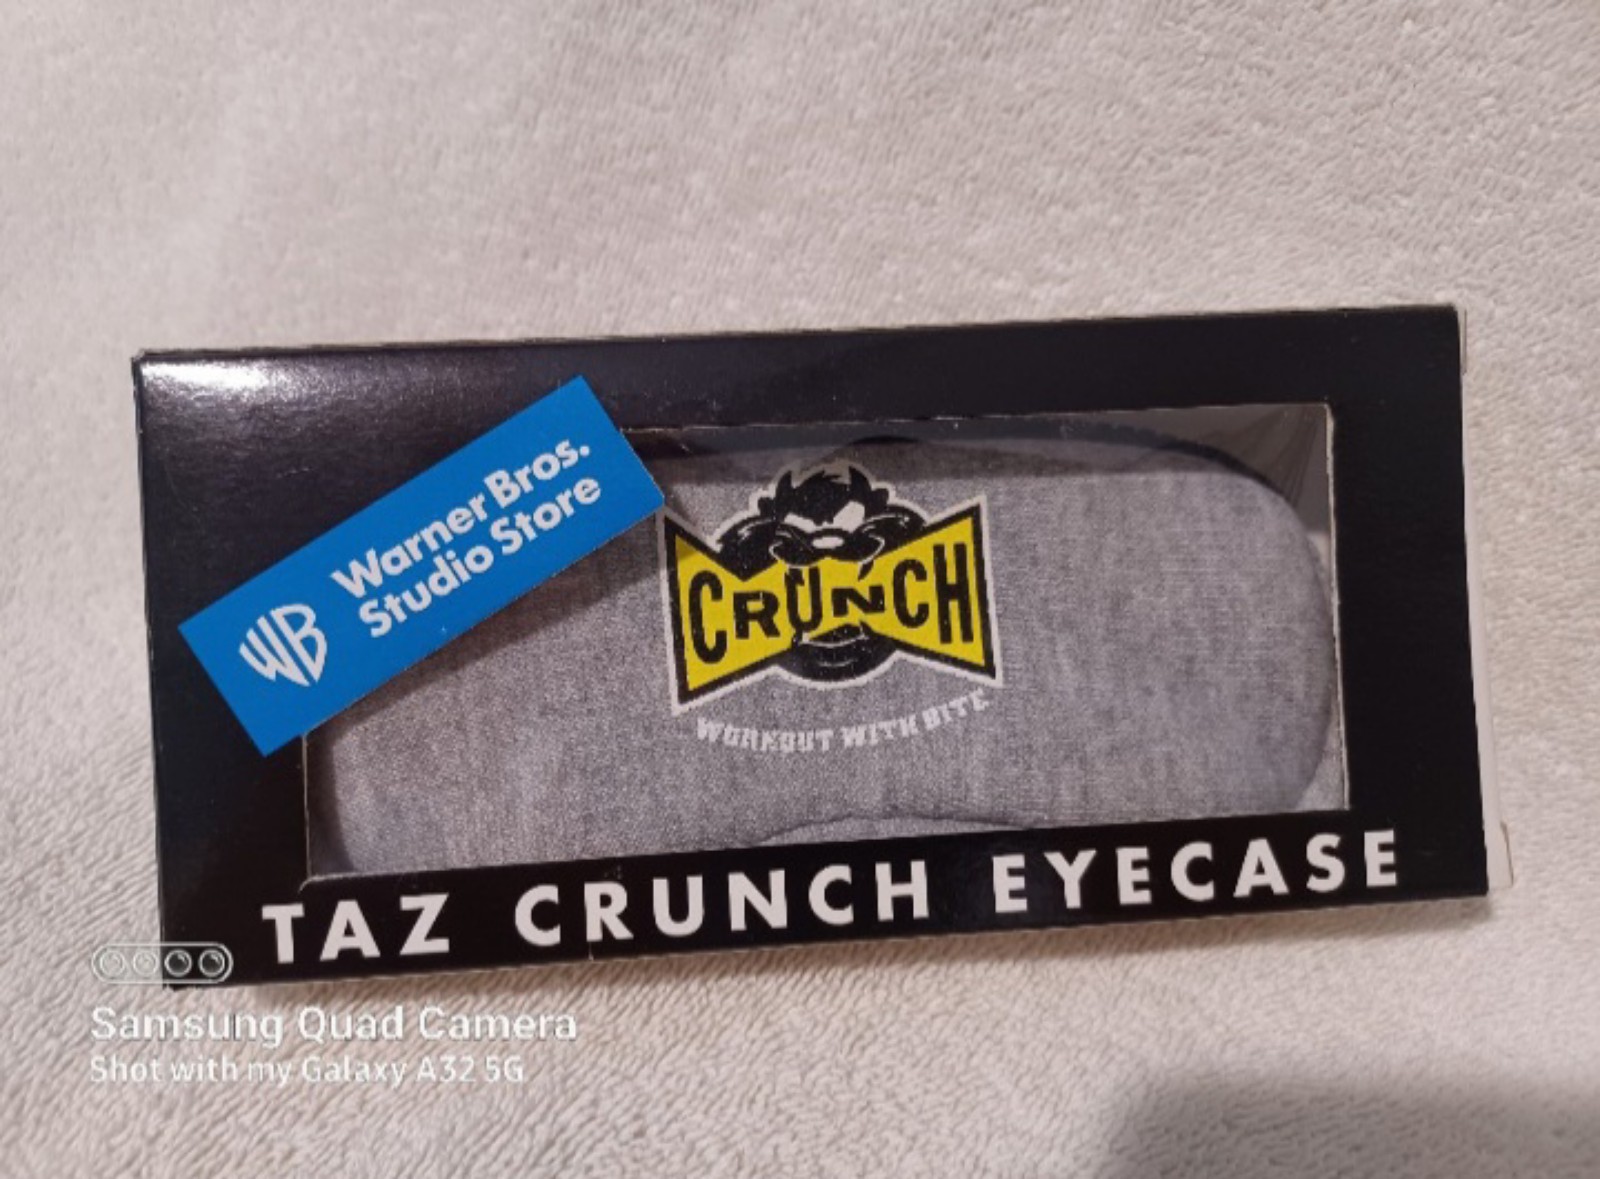 WB
Warner Bros.
Studio Store
CRUNCH
WORKOUT WITH BITE
TAZ CRUNCH EYECASE
Samsung Quad Camera
Shot with my Galaxy A32 5G